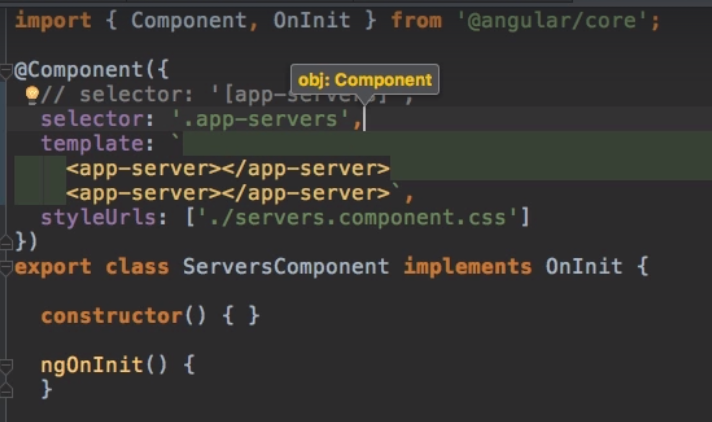 import { Component, OnInit } from '@angular/core';
@Component({
obj: Component
// selector: '[app-servers]',
selector: '.app-servers',
template: `
<app-server></app-server>
<app-server></app-server>`,
styleUrls: ['./servers.component.css']
})
export class ServersComponent implements OnInit {
constructor() { }
ngOnInit() {
}